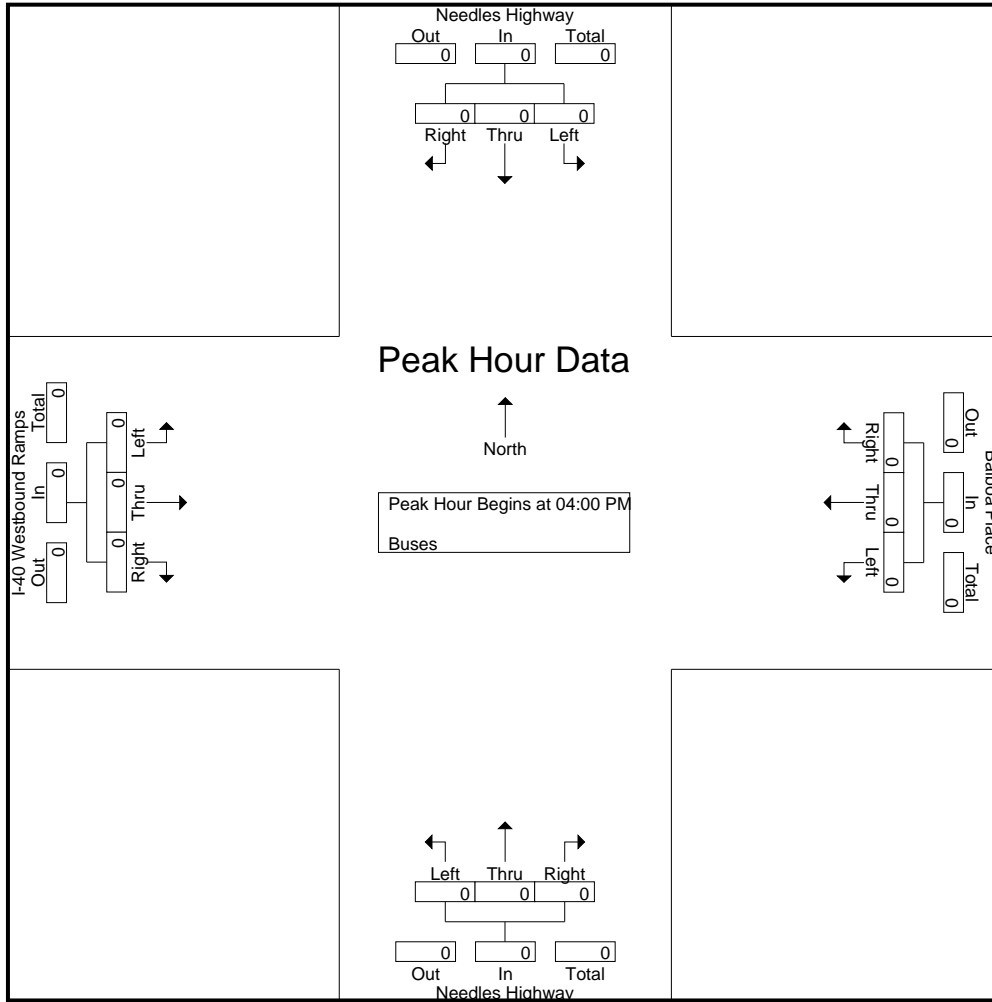 Needles Highway
Out In Total
0 0 0
0 0 0
Right Thru Left
Peak Hour Data
North
Peak Hour Begins at 04:00 PM
Buses
I-40 Westbound Ramps
Total In Out
0 0 0
0 0 0
Left Thru Right
Right Thru Left
0 0 0
0 0 0
Out In Total
Balboa Place
Left Thru Right
0 0 0
0 0 0
Out In Total
Needles Highway